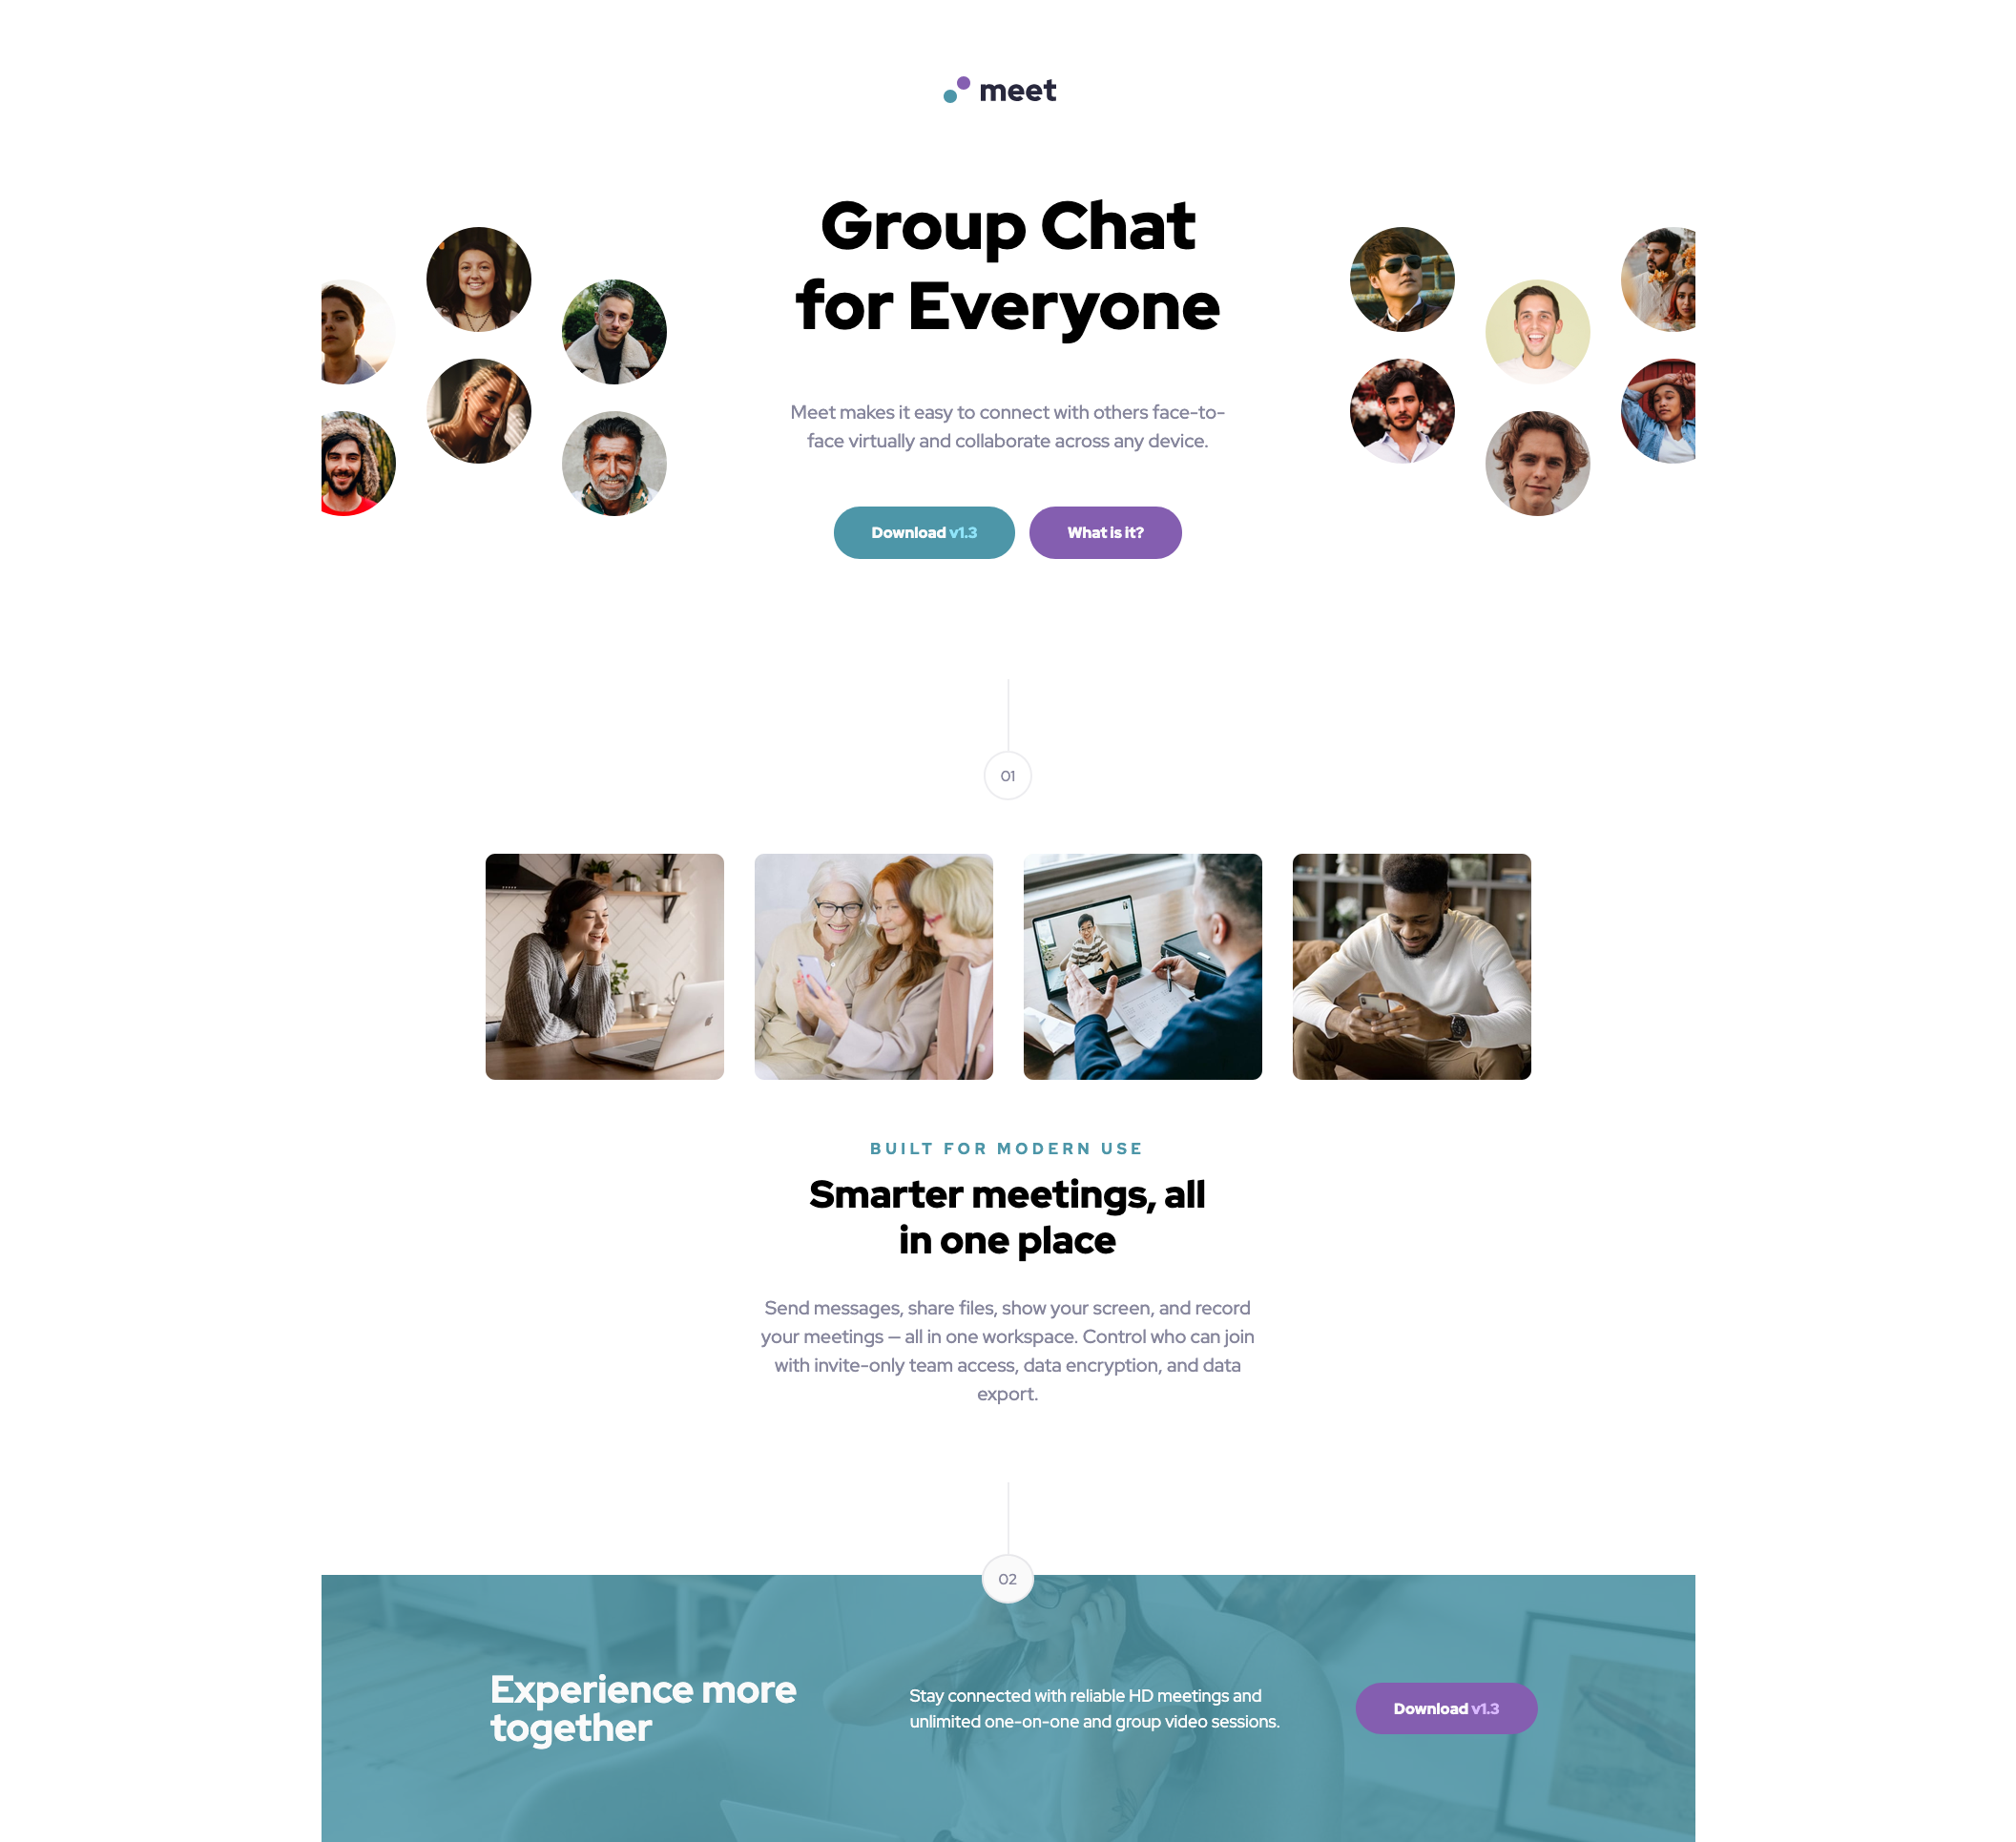 meet
Group Chat
for Everyone
Meet makes it easy to connect with others face-to-
face virtually and collaborate across any device.
Download v1.3
What is it?
01
BUILT FOR MODERN USE
Smarter meetings, all
in one place
Send messages, share files, show your screen, and record
your meetings — all in one workspace. Control who can join
with invite-only team access, data encryption, and data
export.
02
Experience more
together
Stay connected with reliable HD meetings and
unlimited one-on-one and group video sessions.
Download v1.3